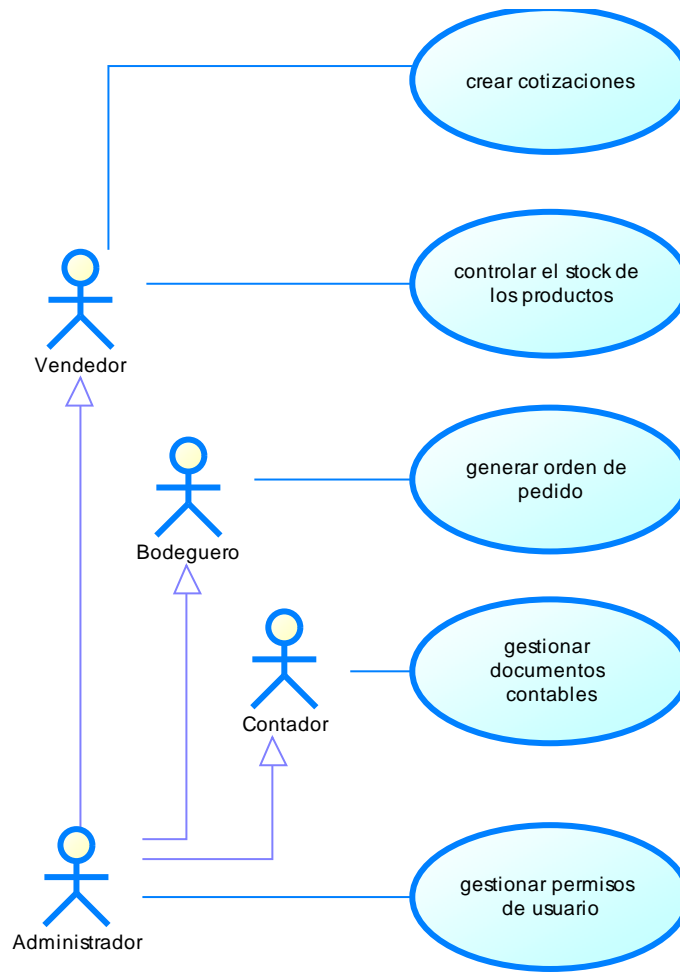 crear cotizaciones
controlar el stock de
los productos
Vendedor
generar orden de
pedido
Bodeguero
gestionar
documentos
contables
Contador
gestionar permisos
de usuario
Administrador